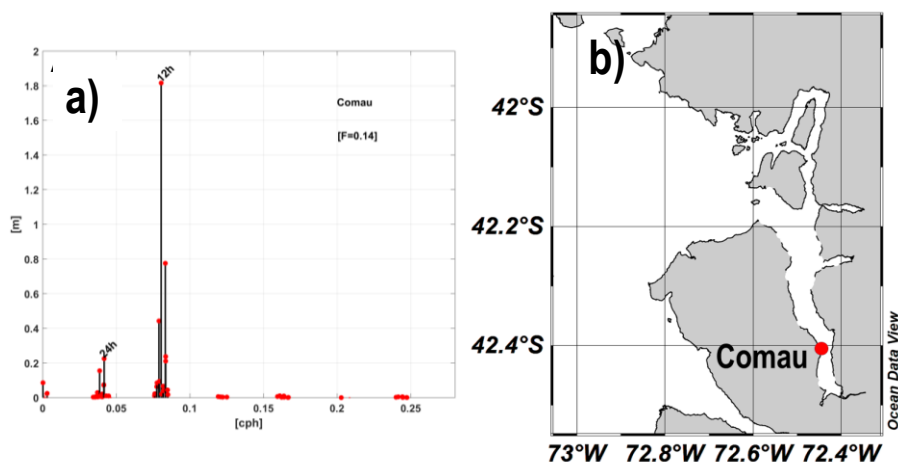 a)
2
1.8
1.6
1.4
1.2
1
0.8
0.6
0.4
0.2
0
[m]
12h
24h
Comau
[F=0.14]
0
0.05
0.1
0.15
0.2
0.25
[cph]
b)
42°S
42.2°S
42.4°S
Comau
73°W
72.8°W
72.6°W
72.4°W
Ocean Data View